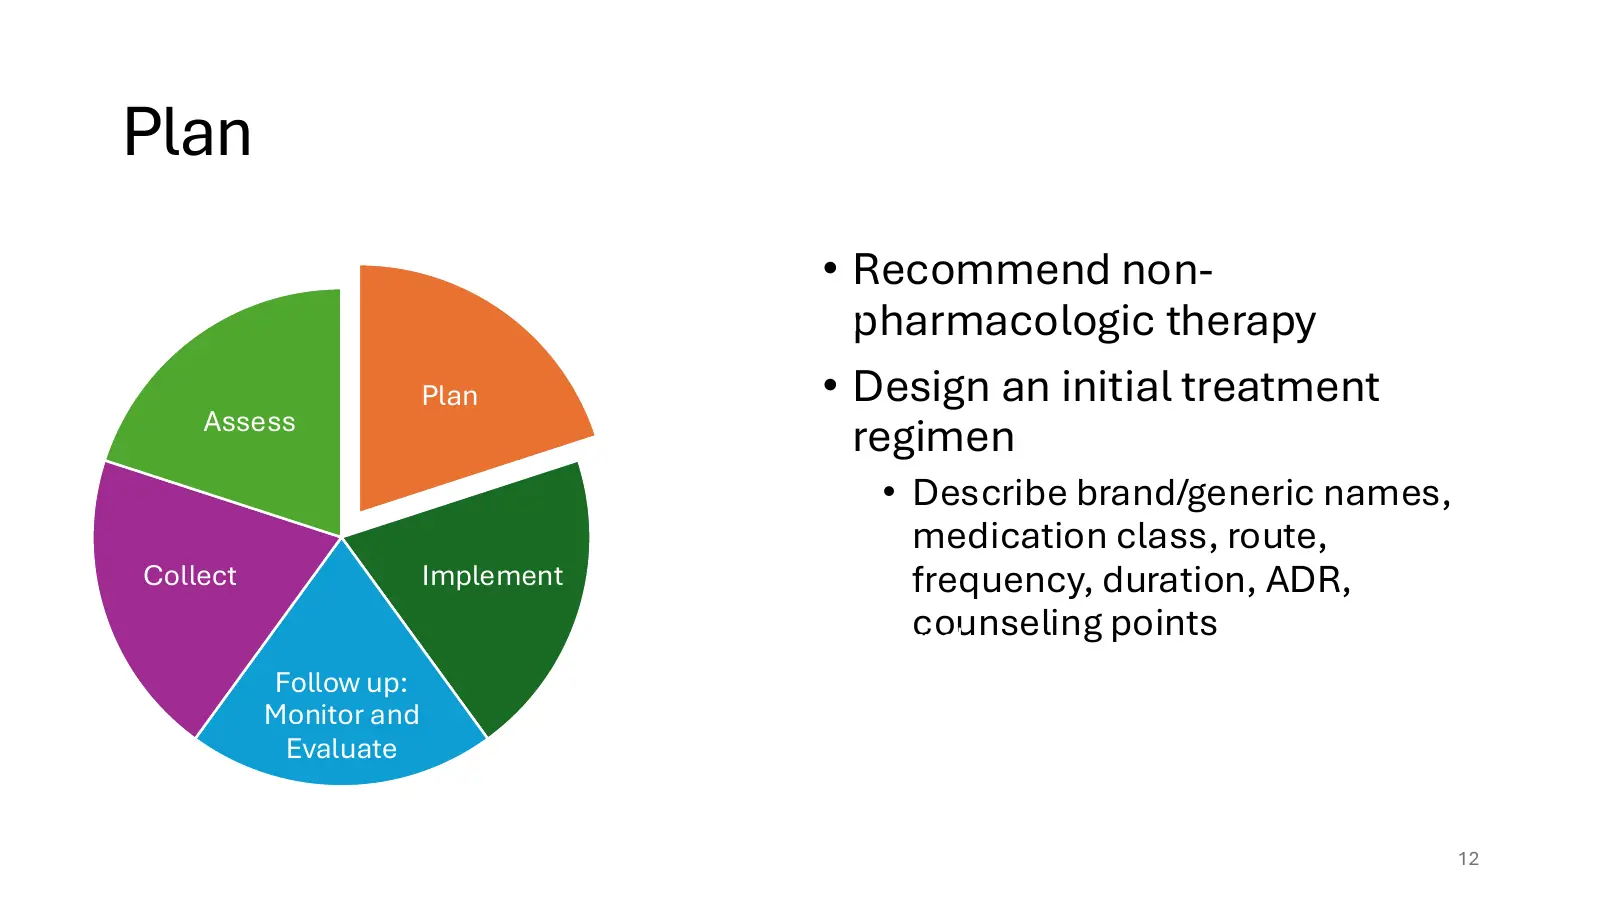 Plan
Plan
Assess
Collect
Implement
Follow up:
Monitor and
Evaluate
• Recommend non-
pharmacologic therapy
• Design an initial treatment
regimen
• Describe brand/generic names,
medication class, route,
frequency, duration, ADR,
counseling points
12